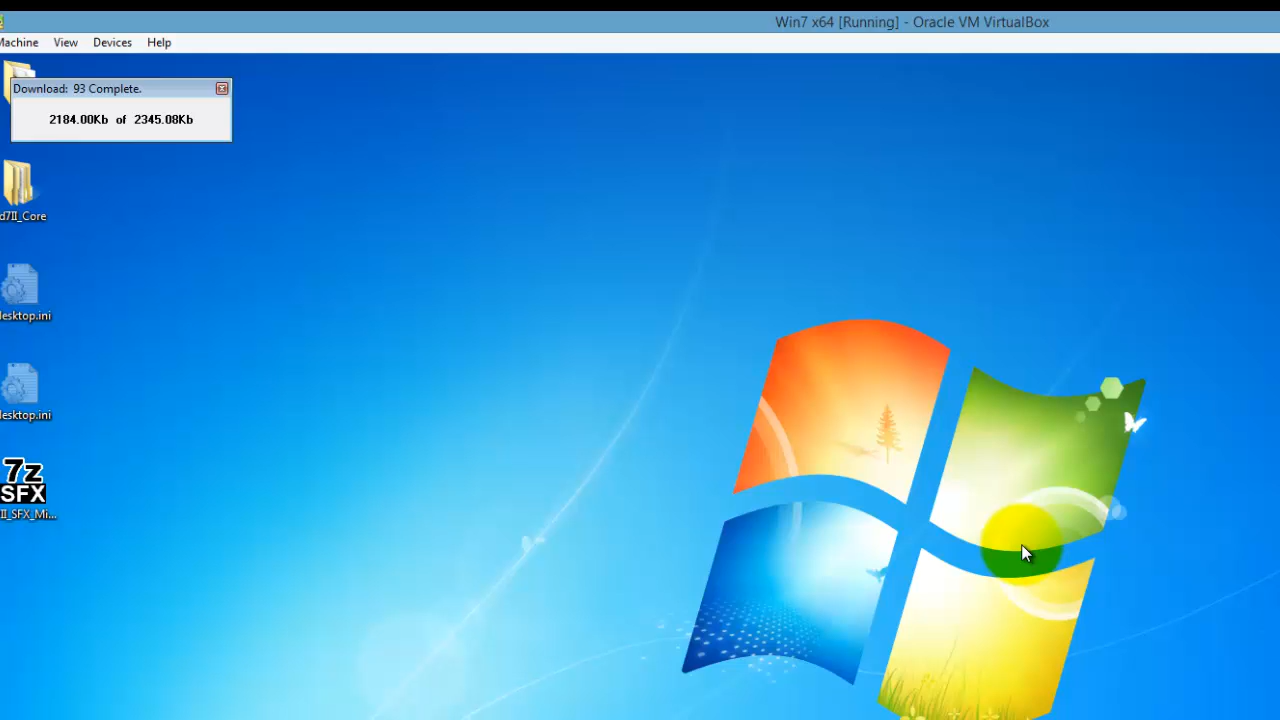 Win7 x64 [Running] - Oracle VM VirtualBox
Machine View Devices Help
Download: 93 Complete.
2184.00Kb of 2345.08Kb
d7II_Core
desktop.ini
desktop.ini
7z
SFX
II_SFX_Mi...